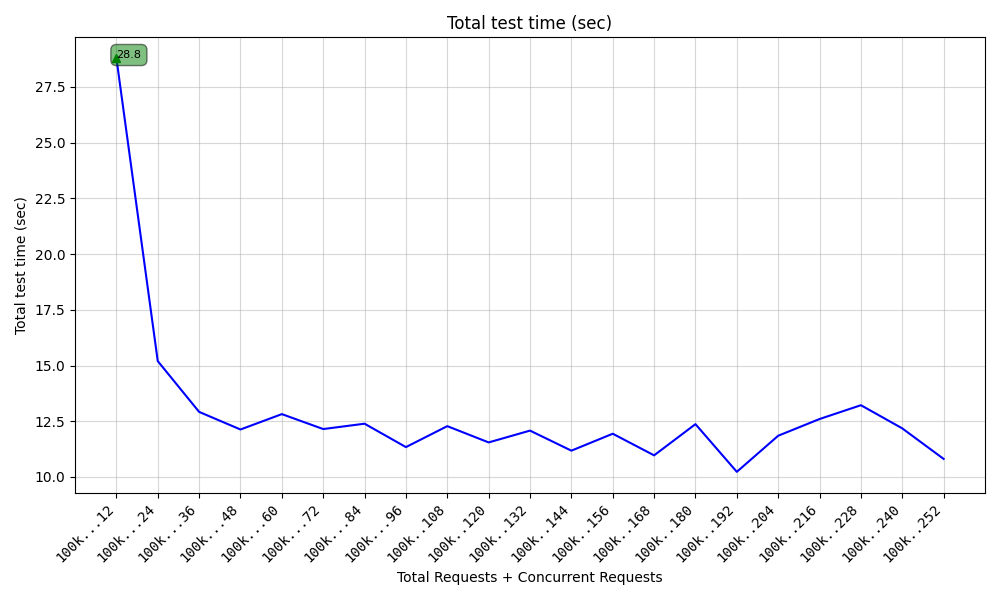 Total test time (sec)
28.8
Total test time (sec)
27.5
25.0
22.5
20.0
17.5
15.0
12.5
10.0
100k...12
100k...24
100k...36
100k...48
100k...60
100k...72
100k...84
100k...96
100k..108
100k..120
100k..132
100k..144
100k..156
100k..168
100k..180
100k..192
100k..204
100k..216
100k..228
100k..240
100k..252
Total Requests + Concurrent Requests